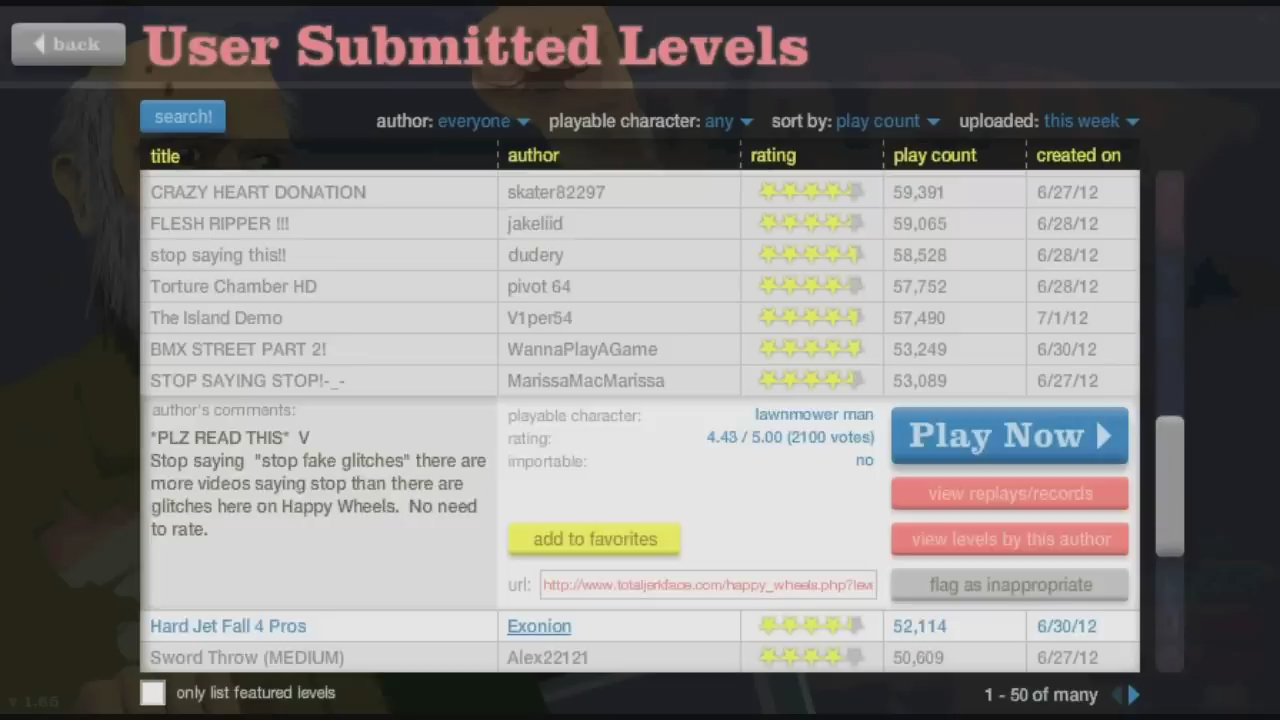 back
User Submitted Levels
search!
author: everyone playable character: any sort by: play count uploaded: this week
title author rating play count created on
CRAZY HEART DONATION skater82297 59,391 6/27/12
FLESH RIPPER !!! jakeliid 59,065 6/28/12
stop saying this!! dudery 58,528 6/28/12
Torture Chamber HD pivot 64 57,752 6/28/12
The Island Demo V1per54 57,490 7/1/12
BMX STREET PART 2! WannaPlayAGame 53,249 6/30/12
STOP SAYING STOP!-_- MarissaMacMarissa 53,089 6/27/12
author's comments:
*PLZ READ THIS* V
Stop saying "stop fake glitches" there are
more videos saying stop than there are
glitches here on Happy Wheels. No need
to rate.
playable character: lawnmower man
rating: 4.43 / 5.00 (2100 votes)
importable: no
add to favorites
url: http://www.totaljerkface.com/happy_wheels.php?leve
Play Now
view replays/records
view levels by this author
flag as inappropriate
Hard Jet Fall 4 Pros Exonion 52,114 6/30/12
Sword Throw (MEDIUM) Alex22121 50,609 6/27/12
only list featured levels 1 - 50 of many
v 1.65